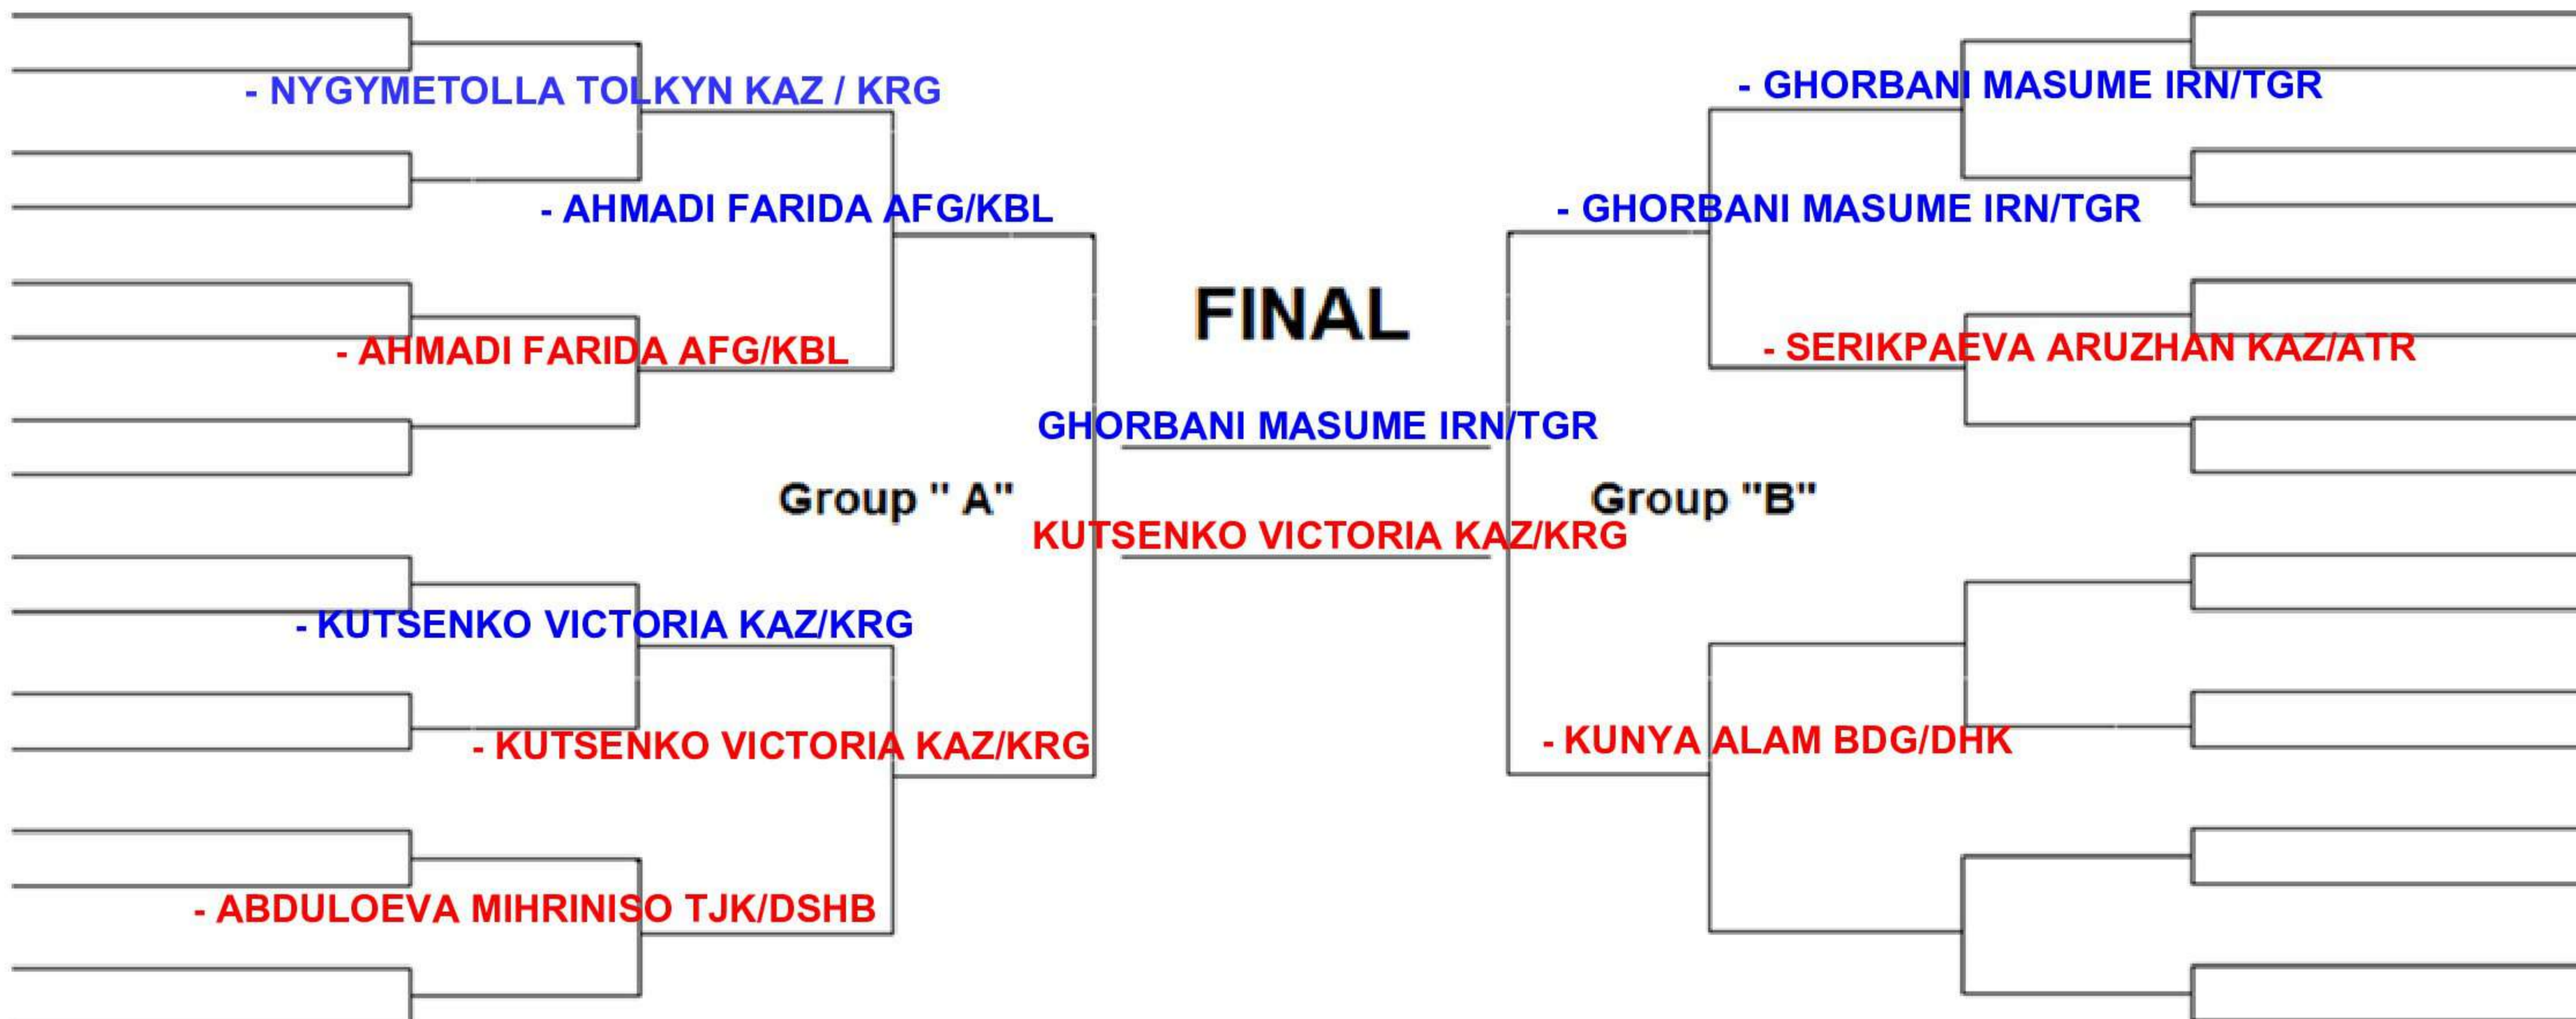 - NYGYMETOLLA TOLKYN KAZ / KRG
- GHORBANI MASUME IRN/TGR
- AHMADI FARIDA AFG/KBL
- GHORBANI MASUME IRN/TGR
FINAL
- AHMADI FARIDA AFG/KBL
- SERIKPAEVA ARUZHAN KAZ/ATR
GHORBANI MASUME IRN/TGR
Group " A"
Group "B"
KUTSENKO VICTORIA KAZ/KRG
- KUTSENKO VICTORIA KAZ/KRG
- KUTSENKO VICTORIA KAZ/KRG
- KUNYA ALAM BDG/DHK
- ABDULOEVA MIHRINISO TJK/DSHB